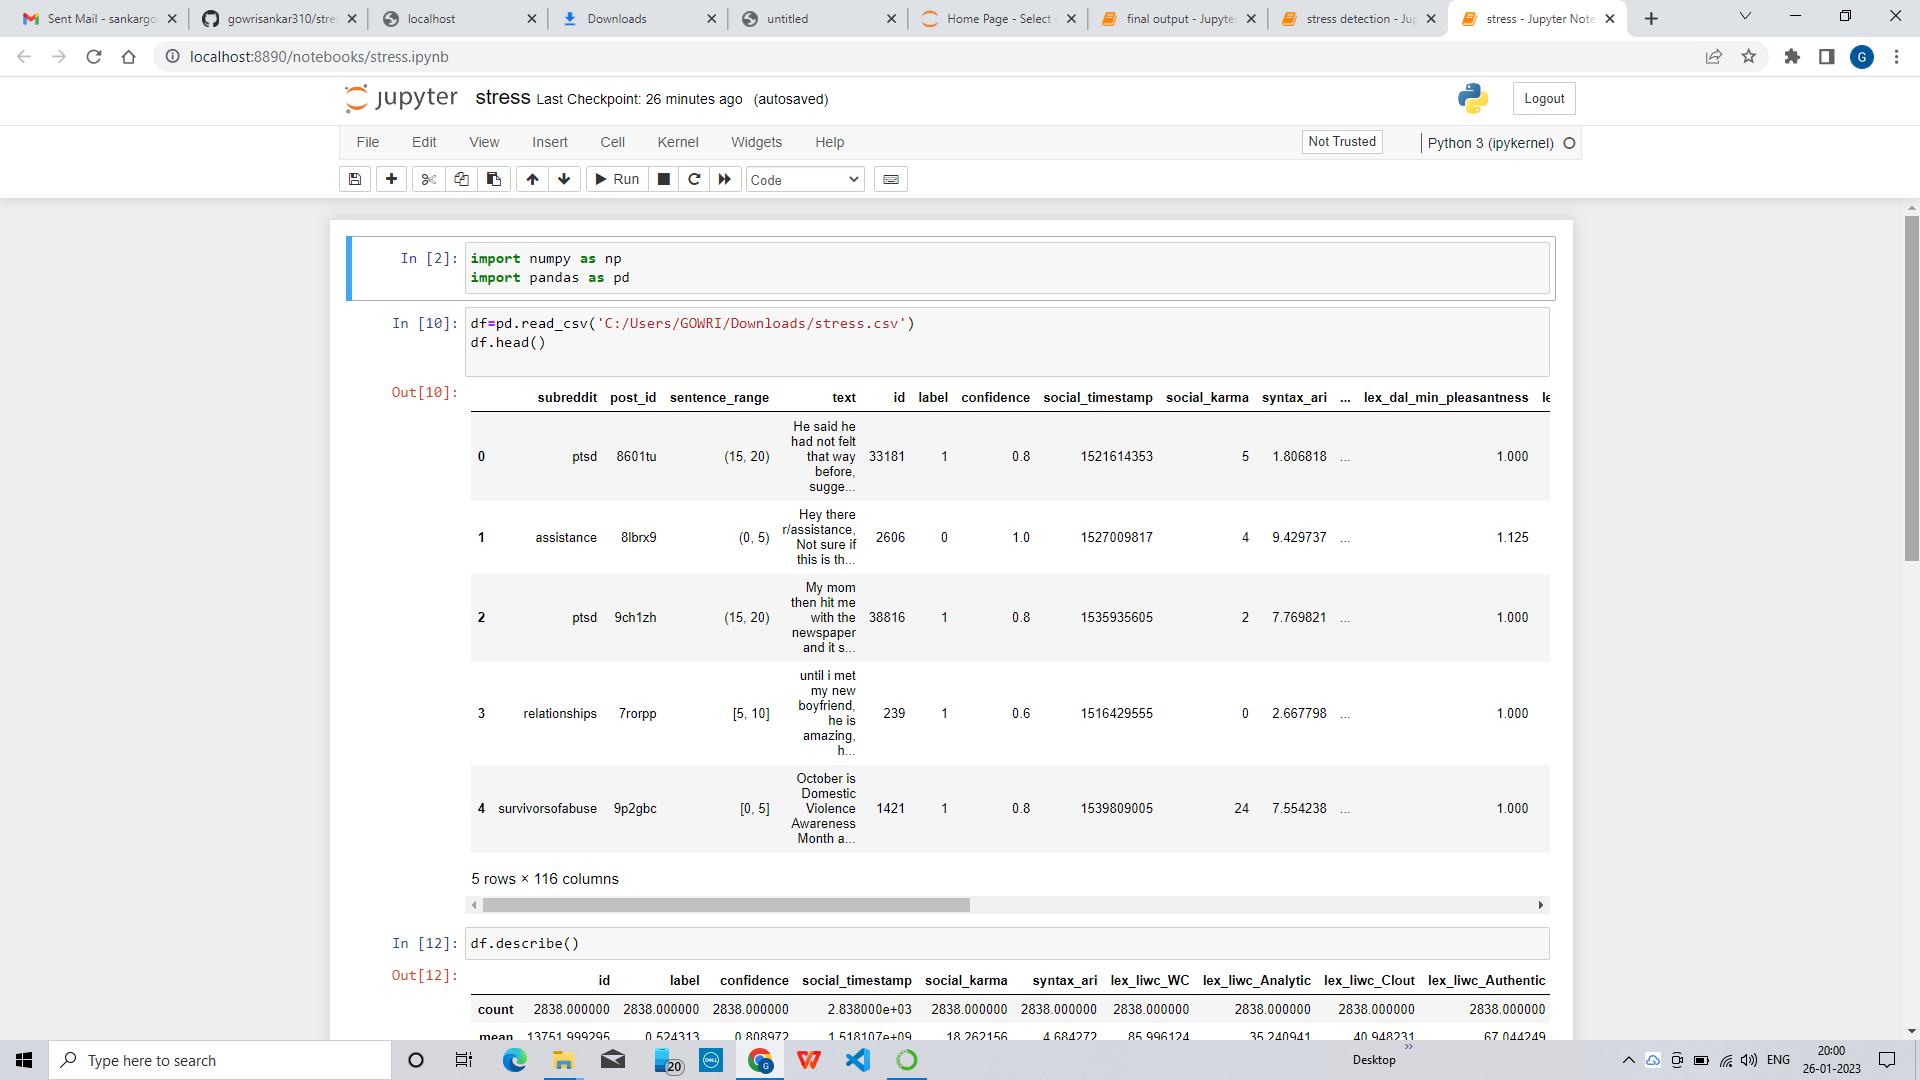 Sent Mail - sankargo
gowrisankar310/stre
localhost
Downloads
untitled
Home Page - Select
final output - Jupyte
stress detection - Jup
stress - Jupyter Note
localhost:8890/notebooks/stress.ipynb
G
jupyter stress Last Checkpoint: 26 minutes ago (autosaved)
Logout
File Edit View Insert Cell Kernel Widgets Help
Not Trusted
Python 3 (ipykernel)
Run
Code
In [2]: import numpy as np
import pandas as pd
In [10]: df=pd.read_csv('C:/Users/GOWRI/Downloads/stress.csv')
df.head()
Out[10]:
subreddit post_id sentence_range text id label confidence social_timestamp social_karma syntax_ari ... lex_dal_min_pleasantness le
0 ptsd 8601tu (15, 20) He said he had not felt that way before, sugge... 33181 1 0.8 1521614353 5 1.806818 ... 1.000
1 assistance 8lbrx9 (0, 5) Hey there r/assistance, Not sure if this is th... 2606 0 1.0 1527009817 4 9.429737 ... 1.125
2 ptsd 9ch1zh (15, 20) My mom then hit me with the newspaper and it s... 38816 1 0.8 1535935605 2 7.769821 ... 1.000
3 relationships 7rorpp [5, 10] until i met my new boyfriend, he is amazing, h... 239 1 0.6 1516429555 0 2.667798 ... 1.000
4 survivorsofabuse 9p2gbc [0, 5] October is Domestic Violence Awareness Month a... 1421 1 0.8 1539809005 24 7.554238 ... 1.000
5 rows × 116 columns
In [12]: df.describe()
Out[12]:
id label confidence social_timestamp social_karma syntax_ari lex_liwc_WC lex_liwc_Analytic lex_liwc_Clout lex_liwc_Authentic
count 2838.000000 2838.000000 2838.000000 2.838000e+03 2838.000000 2838.000000 2838.000000 2838.000000 2838.000000 2838.000000
mean 13751.999295 0.524313 0.808972 1.518107e+09 18.262156 4.684272 85.996124 35.240941 40.948231 67.044249
Type here to search
20
DELL
G
Desktop
ENG
20:00
26-01-2023